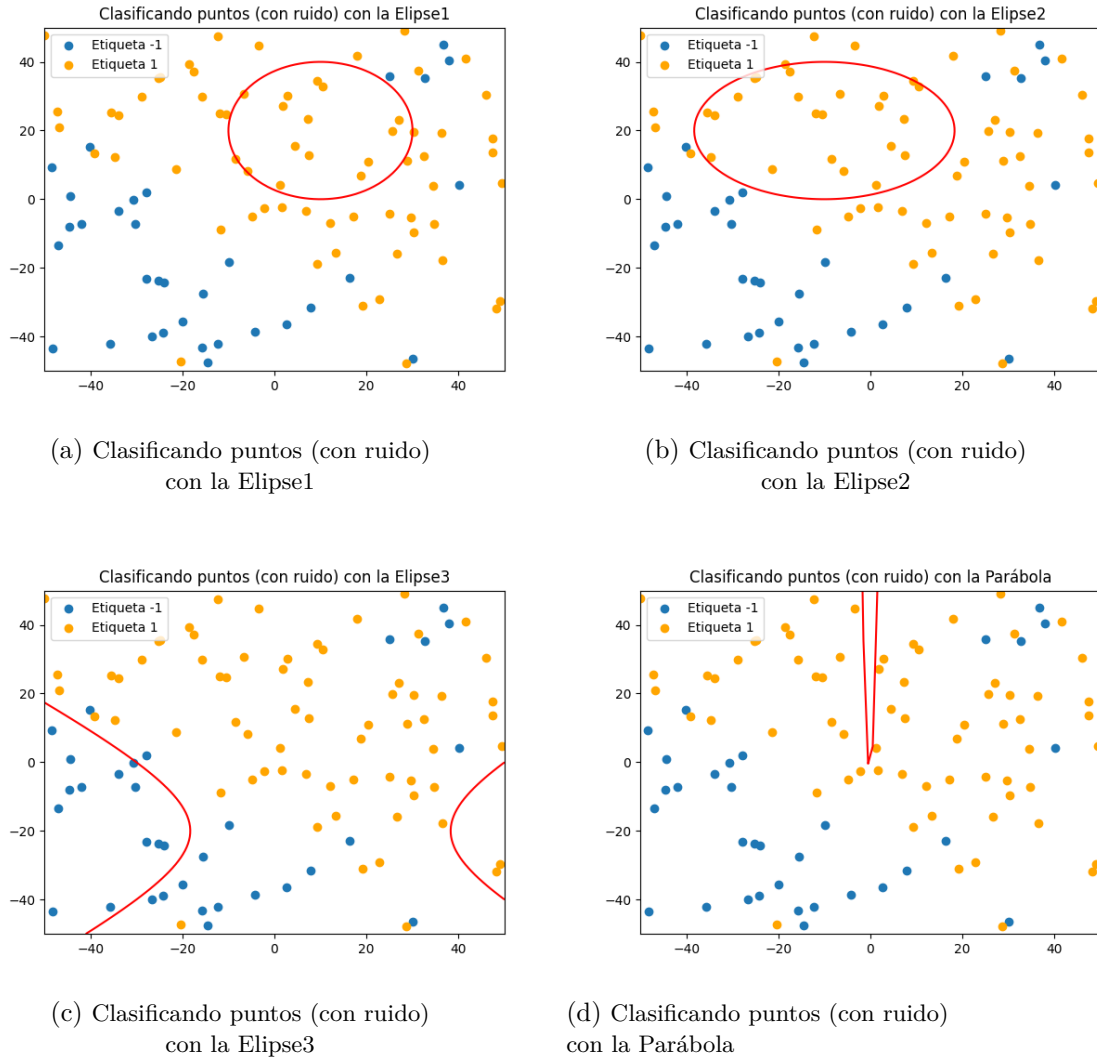 Clasificando puntos (con ruido) con la Elipse1
Etiqueta -1
Etiqueta 1
40
20
0
−20
−40
−40
−20
0
20
40
(a) Clasificando puntos (con ruido)
con la Elipse1
Clasificando puntos (con ruido) con la Elipse2
Etiqueta -1
Etiqueta 1
40
20
0
−20
−40
−40
−20
0
20
40
(b) Clasificando puntos (con ruido)
con la Elipse2
Clasificando puntos (con ruido) con la Elipse3
Etiqueta -1
Etiqueta 1
40
20
0
−20
−40
−40
−20
0
20
40
(c) Clasificando puntos (con ruido)
con la Elipse3
Clasificando puntos (con ruido) con la Parábola
Etiqueta -1
Etiqueta 1
40
20
0
−20
−40
−40
−20
0
20
40
(d) Clasificando puntos (con ruido)
con la Parábola